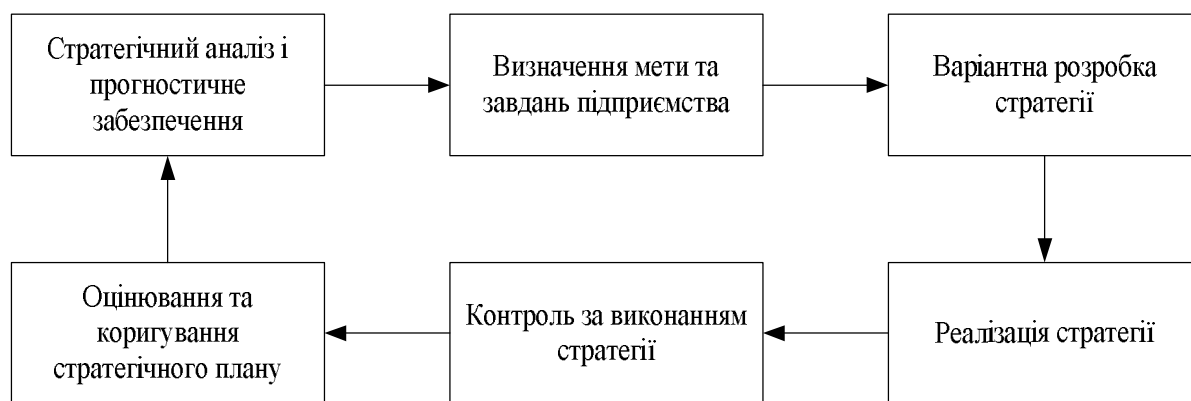 Стратегічний аналіз і
прогностичне
забезпечення
Визначення мети та
завдань підприємства
Варіантна розробка
стратегії
Оцінювання та
коригування
стратегічного плану
Контроль за виконанням
стратегії
Реалізація стратегії